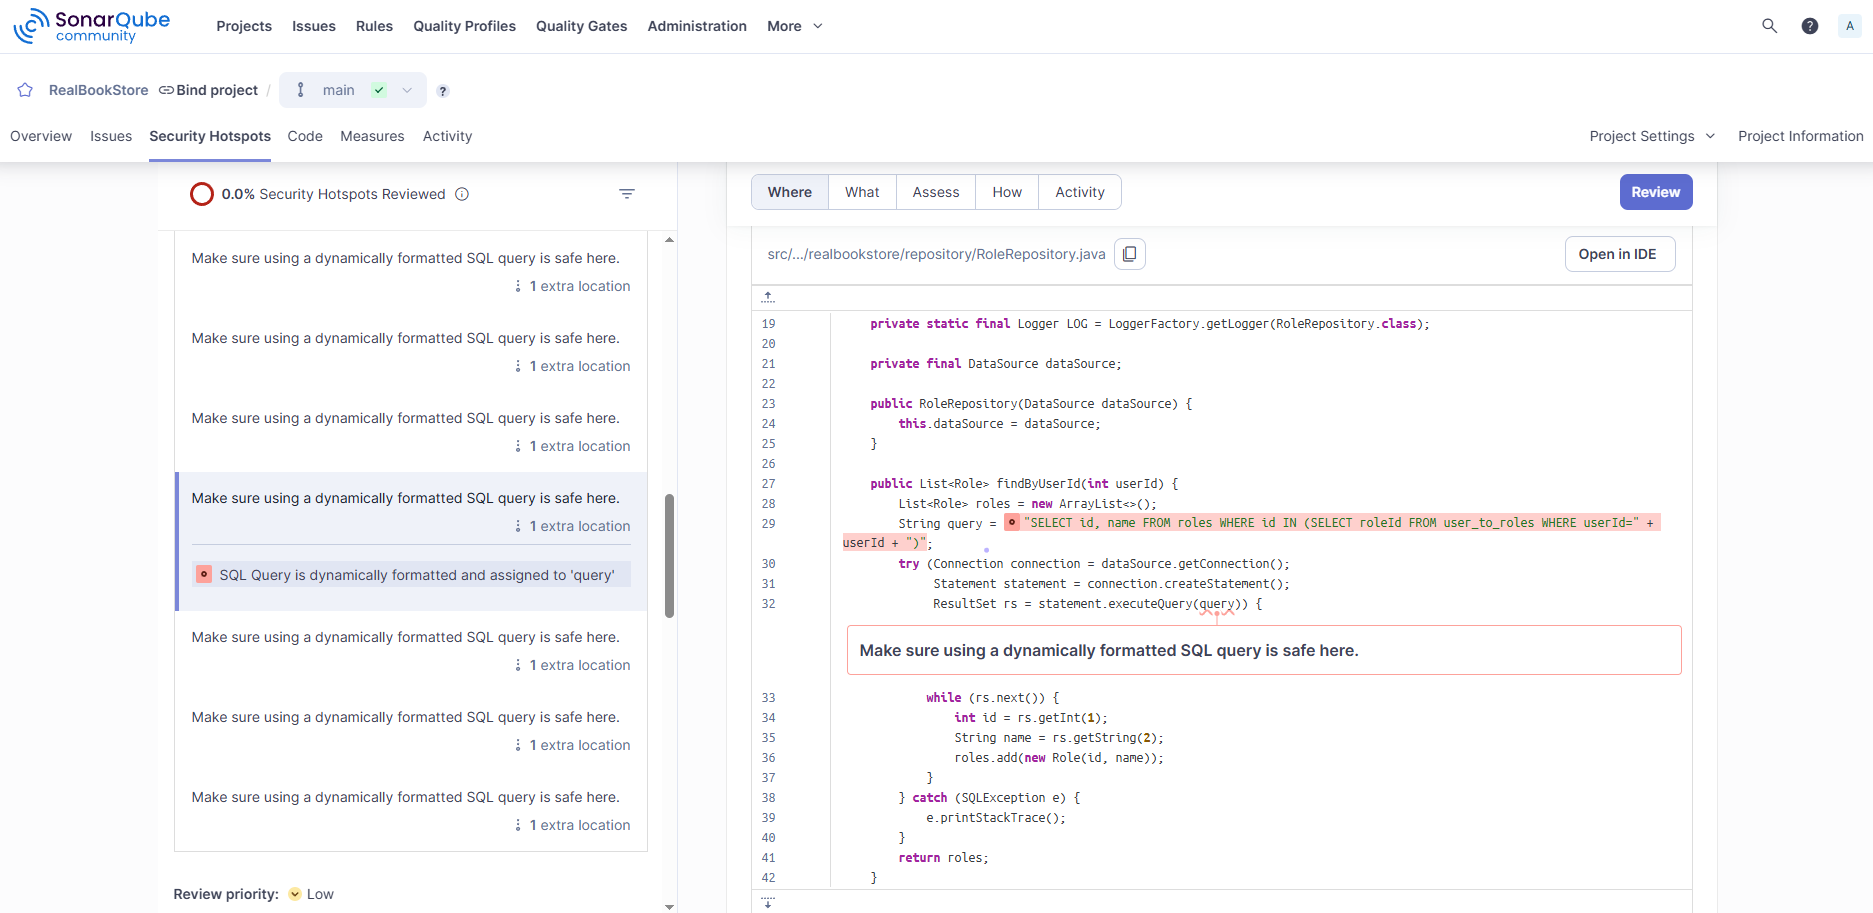 SonarQube
community
Projects Issues Rules Quality Profiles Quality Gates Administration More
? A
RealBookStore Bind project / main ?
Overview Issues Security Hotspots Code Measures Activity Project Settings Project Information
0.0% Security Hotspots Reviewed
Make sure using a dynamically formatted SQL query is safe here.
1 extra location
Make sure using a dynamically formatted SQL query is safe here.
1 extra location
Make sure using a dynamically formatted SQL query is safe here.
1 extra location
Make sure using a dynamically formatted SQL query is safe here.
1 extra location
SQL Query is dynamically formatted and assigned to 'query'
Make sure using a dynamically formatted SQL query is safe here.
1 extra location
Make sure using a dynamically formatted SQL query is safe here.
1 extra location
Make sure using a dynamically formatted SQL query is safe here.
1 extra location
Review priority: Low
Where What Assess How Activity Review
src/.../realbookstore/repository/RoleRepository.java Open in IDE
19 private static final Logger LOG = LoggerFactory.getLogger(RoleRepository.class);
20
21 private final DataSource dataSource;
22
23 public RoleRepository(DataSource dataSource) {
24 this.dataSource = dataSource;
25 }
26
27 public List<Role> findByUserId(int userId) {
28 List<Role> roles = new ArrayList<>();
29 String query = "SELECT id, name FROM roles WHERE id IN (SELECT roleId FROM user_to_roles WHERE userId=" +
userId + ")";
30 try (Connection connection = dataSource.getConnection();
31 Statement statement = connection.createStatement();
32 ResultSet rs = statement.executeQuery(query)) {
Make sure using a dynamically formatted SQL query is safe here.
33 while (rs.next()) {
34 int id = rs.getInt(1);
35 String name = rs.getString(2);
36 roles.add(new Role(id, name));
37 }
38 } catch (SQLException e) {
39 e.printStackTrace();
40 }
41 return roles;
42 }